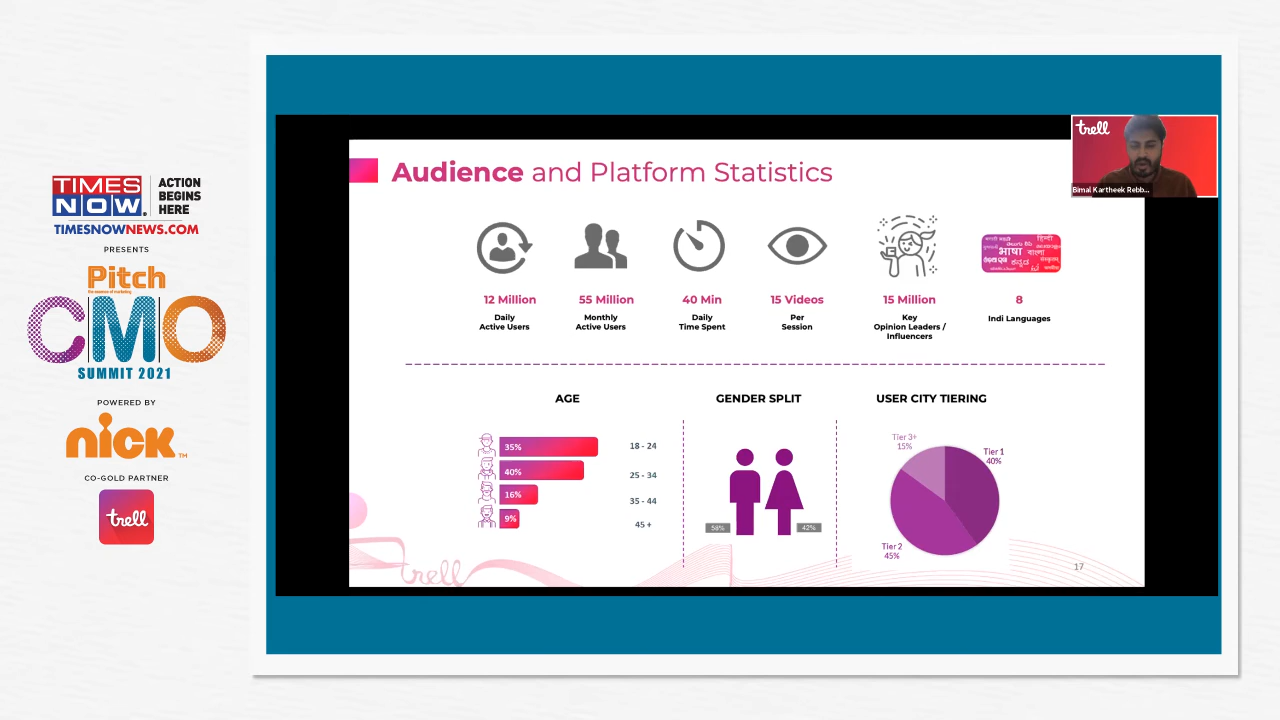 TIMES
NOW.
ACTION
BEGINS
HERE
TIMESNOWNEWS.COM
PRESENTS
Pitch
CMO
SUMMIT 2021
POWERED BY
nick
TM
CO-GOLD PARTNER
trell
trell
Bimal Kartheek Rebb...
Audience and Platform Statistics
12 Million
Daily
Active Users
55 Million
Monthly
Active Users
40 Min
Daily
Time Spent
15 Videos
Per
Session
15 Million
Key
Opinion Leaders /
Influencers
हिन्दी
भाषा
বাংলা
ಕನ್ನಡ
8
Indi Languages
AGE
35%
18 - 24
40%
25 - 34
16%
35 - 44
9%
45 +
GENDER SPLIT
58%
42%
USER CITY TIERING
Tier 3+
15%
Tier 1
40%
Tier 2
45%
trell
17